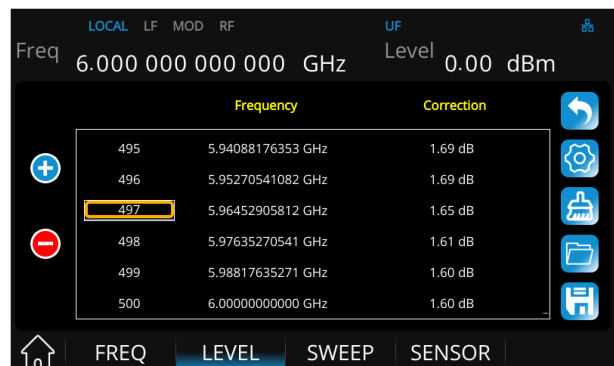 LOCAL LF MOD RF UF
Freq 6.000 000 000 000 GHz Level 0.00 dBm
Frequency Correction
495 5.94088176353 GHz 1.69 dB
496 5.95270541082 GHz 1.69 dB
497 5.96452905812 GHz 1.65 dB
498 5.97635270541 GHz 1.61 dB
499 5.98817635271 GHz 1.60 dB
500 6.00000000000 GHz 1.60 dB
FREQ LEVEL SWEEP SENSOR